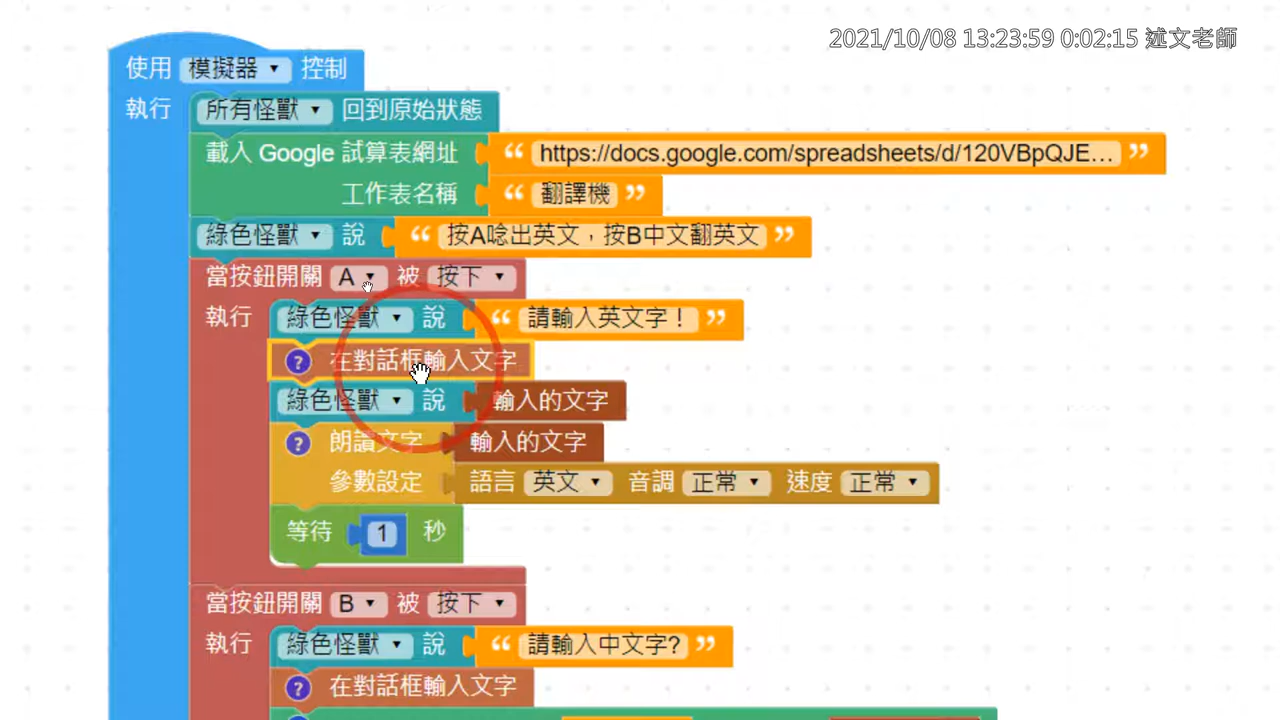 2021/10/08 13:23:59 0:02:15 述文老師
使用 模擬器 控制
執行 所有怪獸 回到原始狀態
載入 Google 試算表網址 “ https://docs.google.com/spreadsheets/d/120VBpQJE… ”
工作表名稱 “ 翻譯機 ”
綠色怪獸 說 “ 按A唸出英文，按B中文翻英文 ”
當按鈕開關 A 被 按下
執行 綠色怪獸 說 “ 請輸入英文字！ ”
? 在對話框輸入文字
綠色怪獸 說 輸入的文字
? 朗讀文字 輸入的文字
參數設定 語言 英文 音調 正常 速度 正常
等待 1 秒
當按鈕開關 B 被 按下
執行 綠色怪獸 說 “ 請輸入中文字? ”
? 在對話框輸入文字